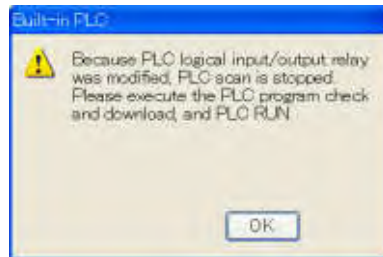 Built-in PLC
Because PLC logical input/output relay
was modified, PLC scan is stopped.
Please execute the PLC program check
and download, and PLC RUN
OK